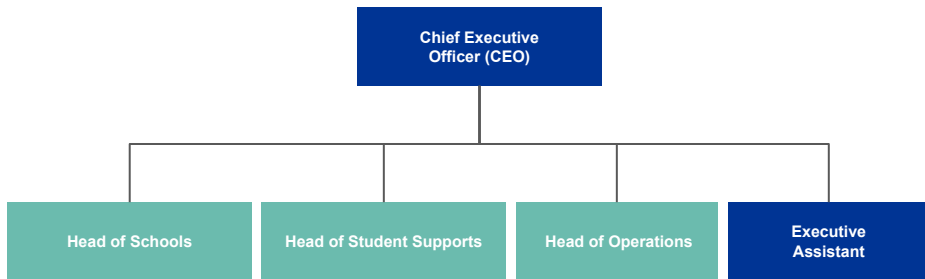 Chief Executive
Officer (CEO)
Head of Schools
Head of Student Supports
Head of Operations
Executive
Assistant